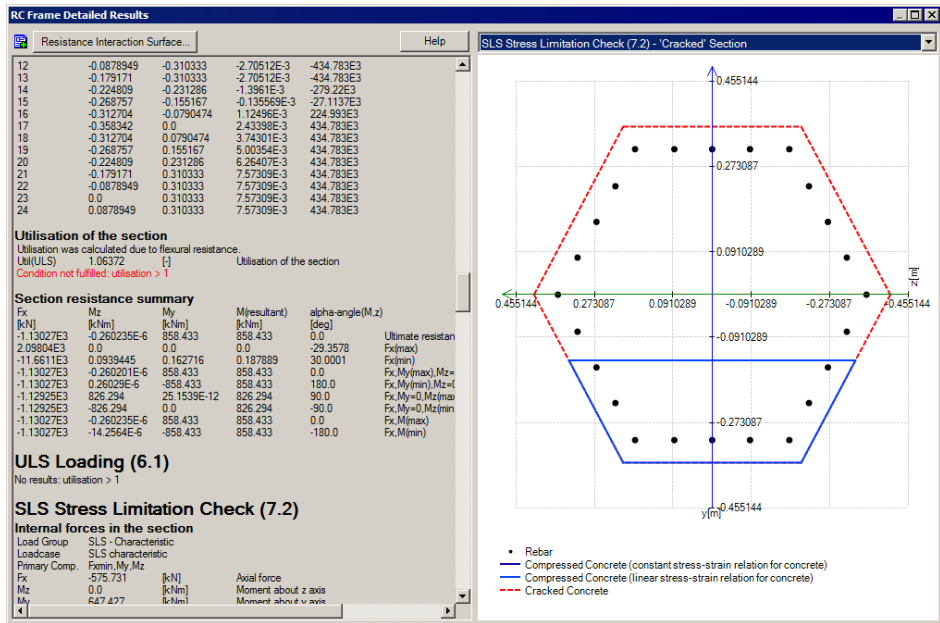 RC Frame Detailed Results
Resistance Interaction Surface... Help
12 -0.0878949 -0.310333 -2.70512E-3 -434.783E3
13 -0.179171 -0.310333 -2.70512E-3 -434.783E3
14 -0.224809 -0.231286 -1.3961E-3 -279.22E3
15 -0.268757 -0.155167 -0.135569E-3 -27.1137E3
16 -0.312704 -0.0790474 1.12496E-3 224.993E3
17 -0.358342 0.0 2.43398E-3 434.783E3
18 -0.312704 0.0790474 3.74301E-3 434.783E3
19 -0.268757 0.155167 5.00354E-3 434.783E3
20 -0.224809 0.231286 6.26407E-3 434.783E3
21 -0.179171 0.310333 7.57309E-3 434.783E3
22 -0.0878949 0.310333 7.57309E-3 434.783E3
23 0.0 0.310333 7.57309E-3 434.783E3
24 0.0878949 0.310333 7.57309E-3 434.783E3
Utilisation of the section
Utilisation was calculated due to flexural resistance.
Util(ULS) 1.06372 [-] Utilisation of the section
Condition not fulfilled: utilisation > 1
Section resistance summary
Fx Mz My M(resultant) alpha-angle(M,z)
[kN] [kNm] [kNm] [kNm] [deg]
-1.13027E3 -0.260235E-6 858.433 858.433 0.0 Ultimate resistan
2.09804E3 0.0 0.0 0.0 -29.3578 Fx(max)
-11.6611E3 0.0939445 0.162716 0.187889 30.0001 Fx(min)
-1.13027E3 -0.260201E-6 858.433 858.433 0.0 Fx,My(max),Mz=
-1.13027E3 0.26029E-6 -858.433 858.433 180.0 Fx,My(min),Mz=0
-1.12925E3 826.294 25.1539E-12 826.294 90.0 Fx,My=0,Mz(max
-1.12925E3 -826.294 0.0 826.294 -90.0 Fx,My=0,Mz(min
-1.13027E3 -0.260235E-6 858.433 858.433 0.0 Fx,M(max)
-1.13027E3 -14.2564E-6 -858.433 858.433 -180.0 Fx,M(min)
ULS Loading (6.1)
No results: utilisation > 1
SLS Stress Limitation Check (7.2)
Internal forces in the section
Load Group SLS - Characteristic
Loadcase SLS characteristic
Primary Comp. Fxmin,My,Mz
Fx -575.731 [kN] Axial force
Mz 0.0 [kNm] Moment about z axis
My 647.427 [kNm] Moment about y axis
SLS Stress Limitation Check (7.2) - 'Cracked' Section
0.455144
0.273087
0.0910289
z[m]
0.455144 0.273087 0.0910289 -0.0910289 -0.273087 -0.455144
-0.0910289
-0.273087
-0.455144
y[m]
Rebar
Compressed Concrete (constant stress-strain relation for concrete)
Compressed Concrete (linear stress-strain relation for concrete)
Cracked Concrete